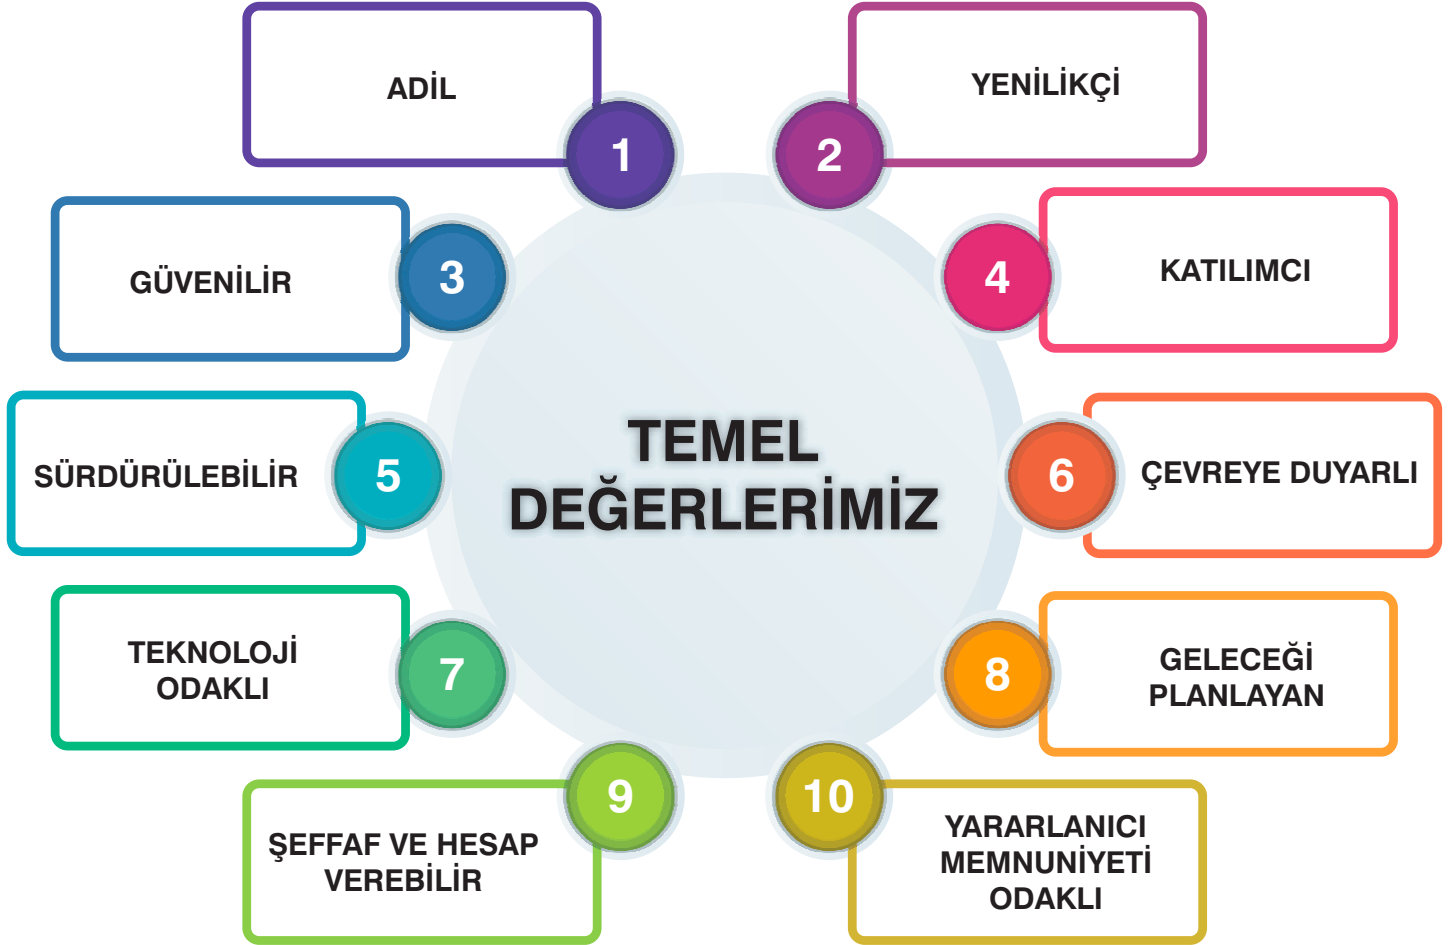 ADİL
1
YENİLİKÇİ
2
GÜVENİLİR
3
KATILIMCI
4
TEMEL
DEĞERLERİMİZ
SÜRDÜRÜLEBİLİR
5
ÇEVREYE DUYARLI
6
TEKNOLOJİ
ODAKLI
7
GELECEĞİ
PLANLAYAN
8
ŞEFFAF VE HESAP
VEREBİLİR
9
YARARLANICI
MEMNUNİYETİ
ODAKLI
10